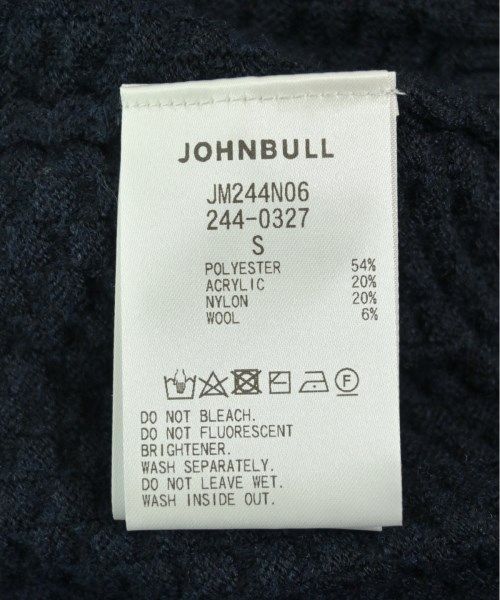 JOHNBULL
JM244N06
244-0327
S
POLYESTER 54%
ACRYLIC 20%
NYLON 20%
WOOL 6%
F
DO NOT BLEACH.
DO NOT FLUORESCENT
BRIGHTENER.
WASH SEPARATELY.
DO NOT LEAVE WET.
WASH INSIDE OUT.